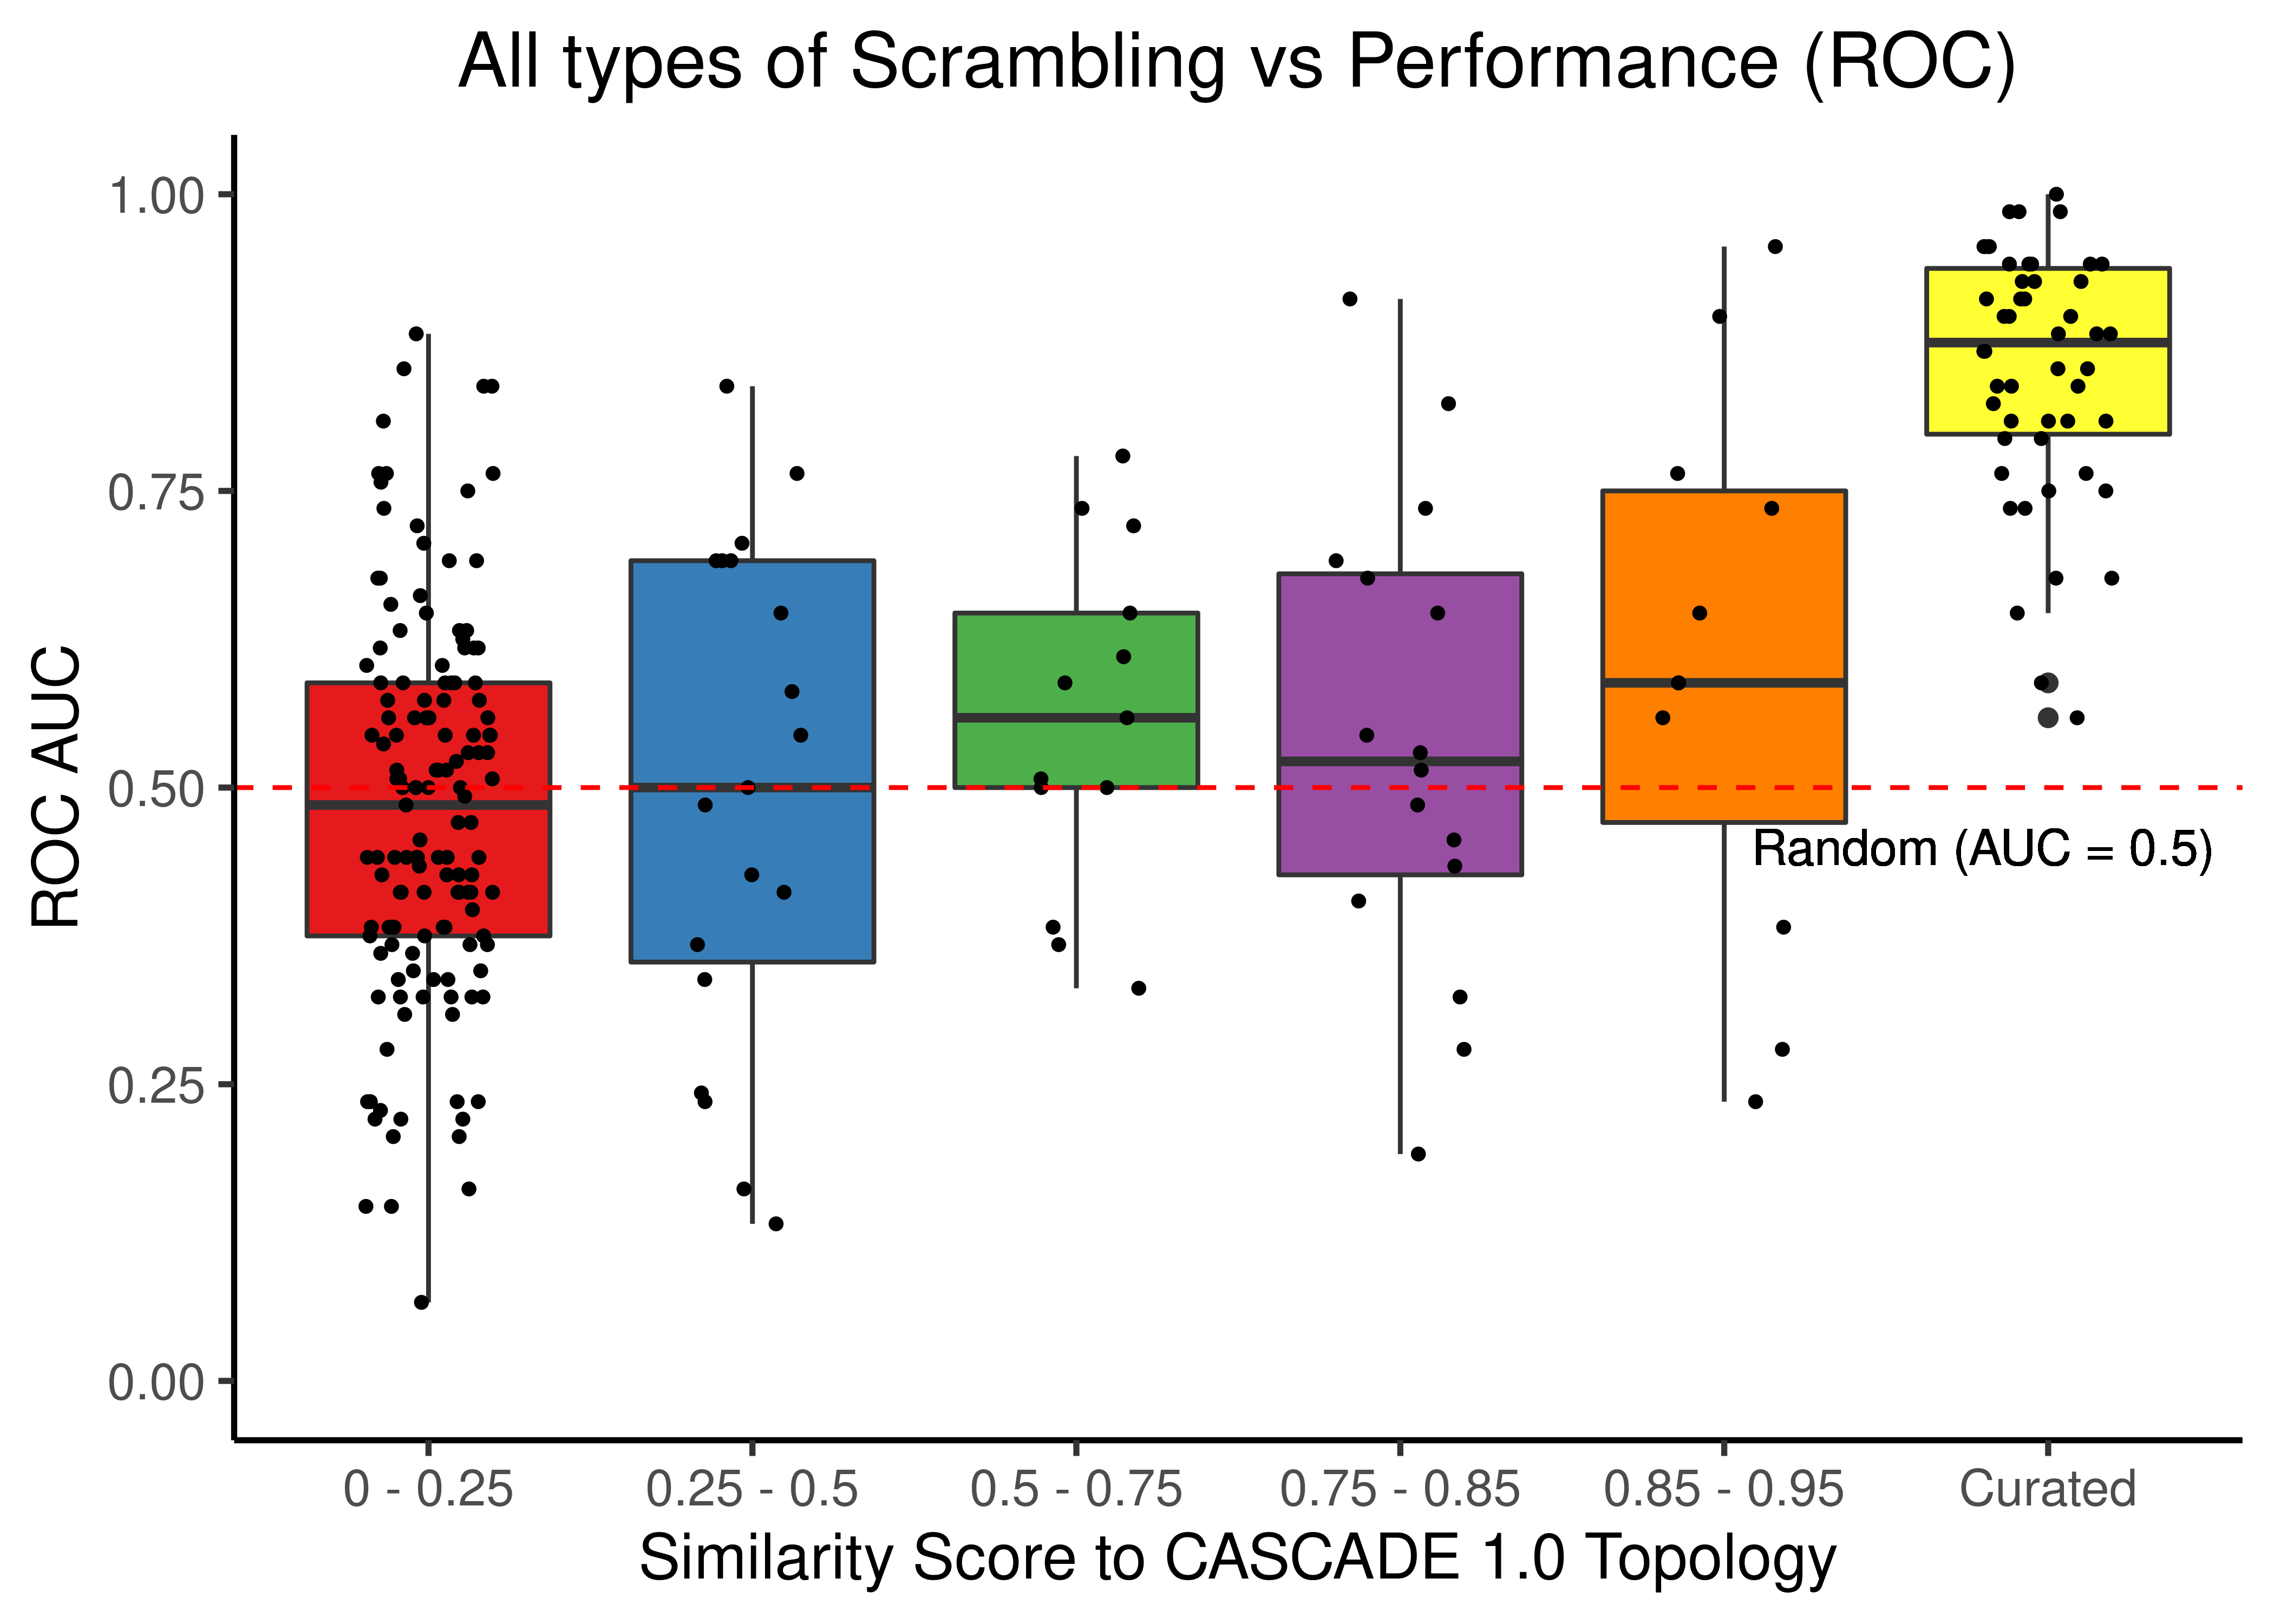 All types of Scrambling vs Performance (ROC)
ROC AUC
1.00
0.75
0.50
0.25
0.00
Random (AUC = 0.5)
0 - 0.25
0.25 - 0.5
0.5 - 0.75
0.75 - 0.85
0.85 - 0.95
Curated
Similarity Score to CASCADE 1.0 Topology